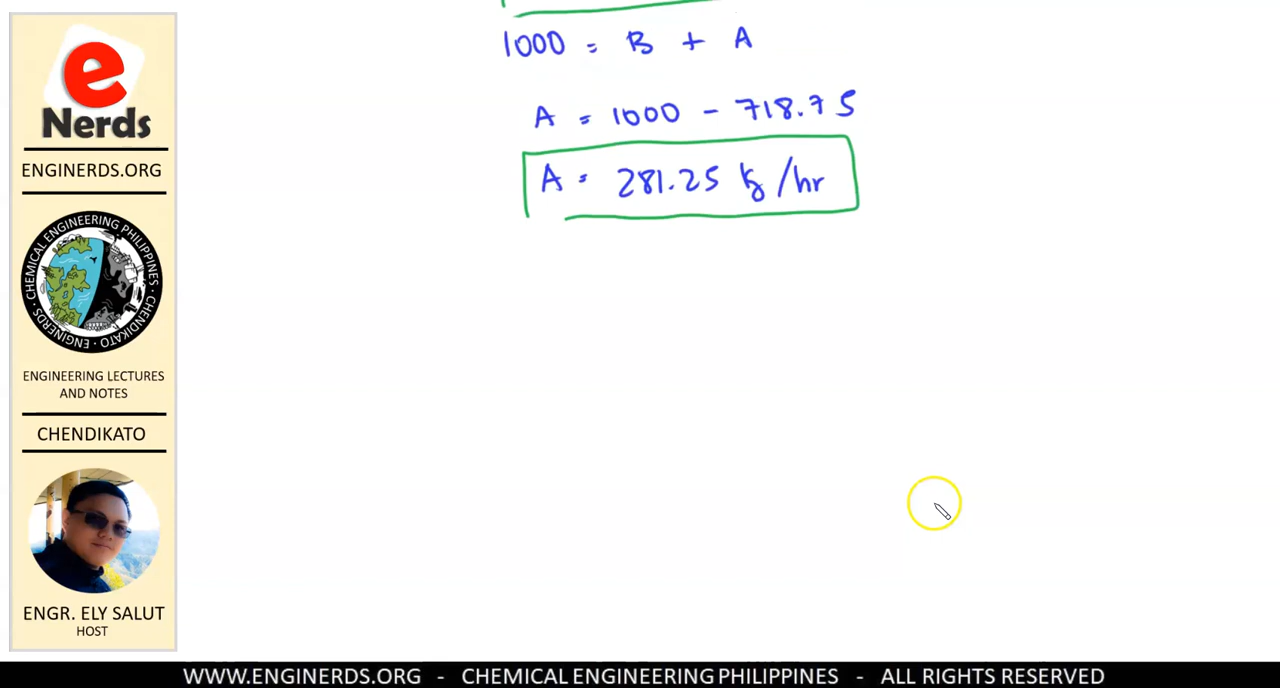 1000 = B + A
A = 1000 - 718.75
A = 281.25 kg/hr
e
Nerds
ENGINERDS.ORG
CHEMICAL ENGINEERING PHILIPPINES
· CHENDIKATO · ENGINERDS ·
ENGINEERING LECTURES
AND NOTES
CHENDIKATO
ENGR. ELY SALUT
HOST
WWW.ENGINERDS.ORG - CHEMICAL ENGINEERING PHILIPPINES - ALL RIGHTS RESERVED